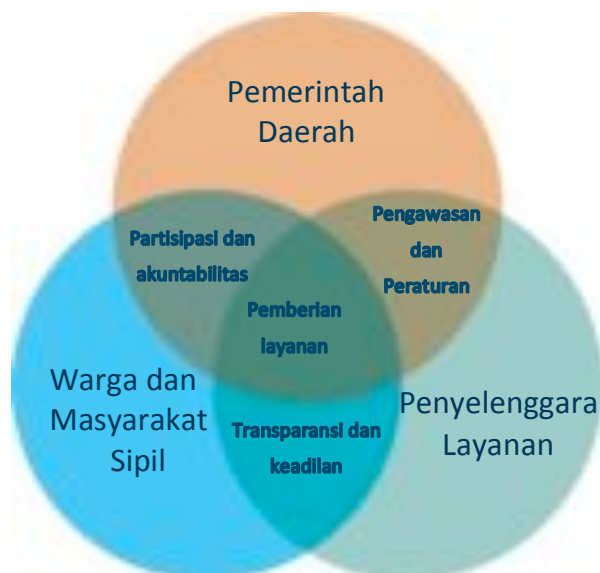 Pemerintah
Daerah
Partisipasi dan
akuntabilitas
Pengawasan
dan
Peraturan
Pemberian
layanan
Warga dan
Masyarakat
Sipil
Penyelenggara
Layanan
Transparansi dan
keadilan